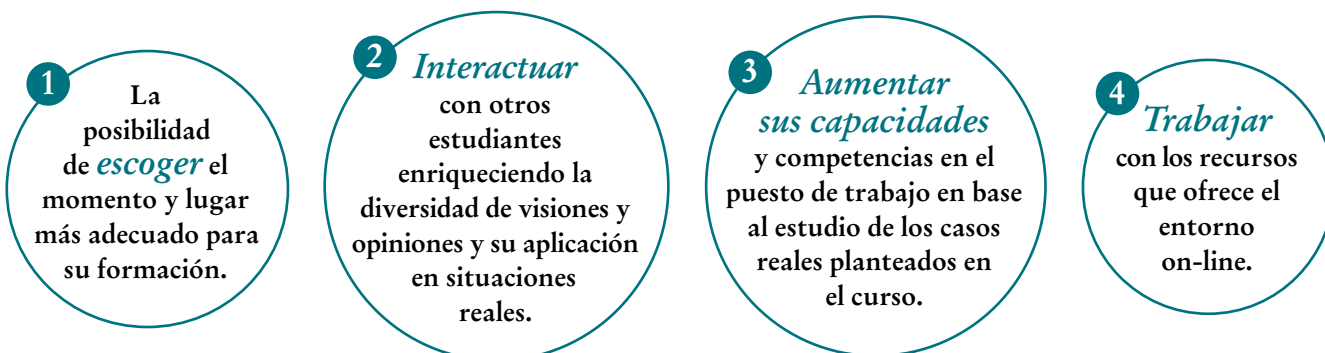 1
La
posibilidad
de escoger el
momento y lugar
más adecuado para
su formación.
2
Interactuar
con otros
estudiantes
enriqueciendo la
diversidad de visiones y
opiniones y su aplicación
en situaciones
reales.
3
Aumentar
sus capacidades
y competencias en el
puesto de trabajo en base
al estudio de los casos
reales planteados en
el curso.
4
Trabajar
con los recursos
que ofrece el
entorno
on-line.